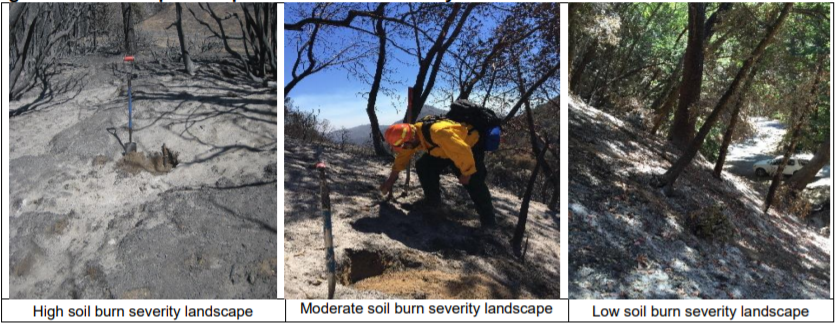 High soil burn severity landscape
Moderate soil burn severity landscape
Low soil burn severity landscape